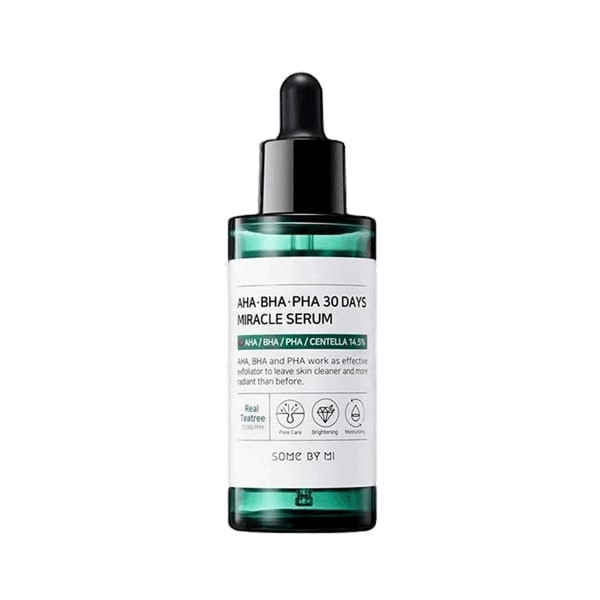 AHA·BHA·PHA 30 DAYS
MIRACLE SERUM
AHA / BHA / PHA / CENTELLA 14.5%
AHA, BHA and PHA work as effective
exfoliator to leave skin cleaner and more
radiant than before.
Real
Teatree
PPM
Pore Care
Brightening
Moisturizing
SOME BY MI